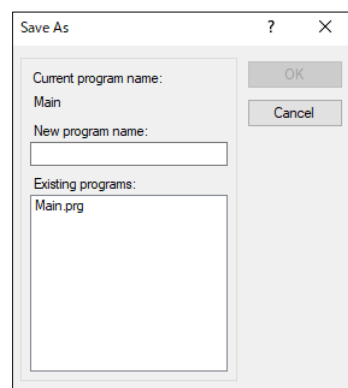 Save As
?
Current program name:
OK
Main
Cancel
New program name:
Existing programs:
Main.prg